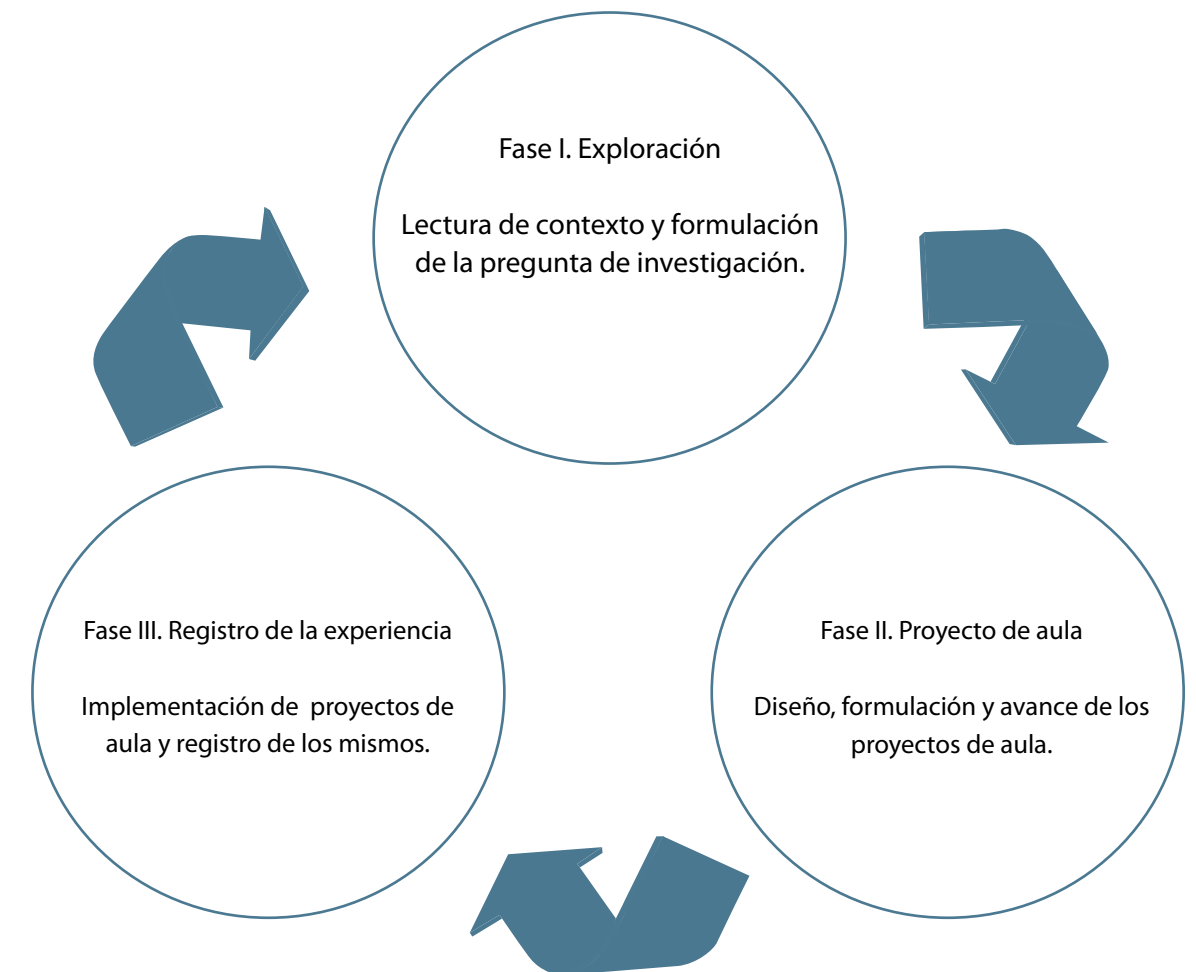 Fase I. Exploración
Lectura de contexto y formulación
de la pregunta de investigación.
Fase II. Proyecto de aula
Diseño, formulación y avance de los
proyectos de aula.
Fase III. Registro de la experiencia
Implementación de proyectos de
aula y registro de los mismos.